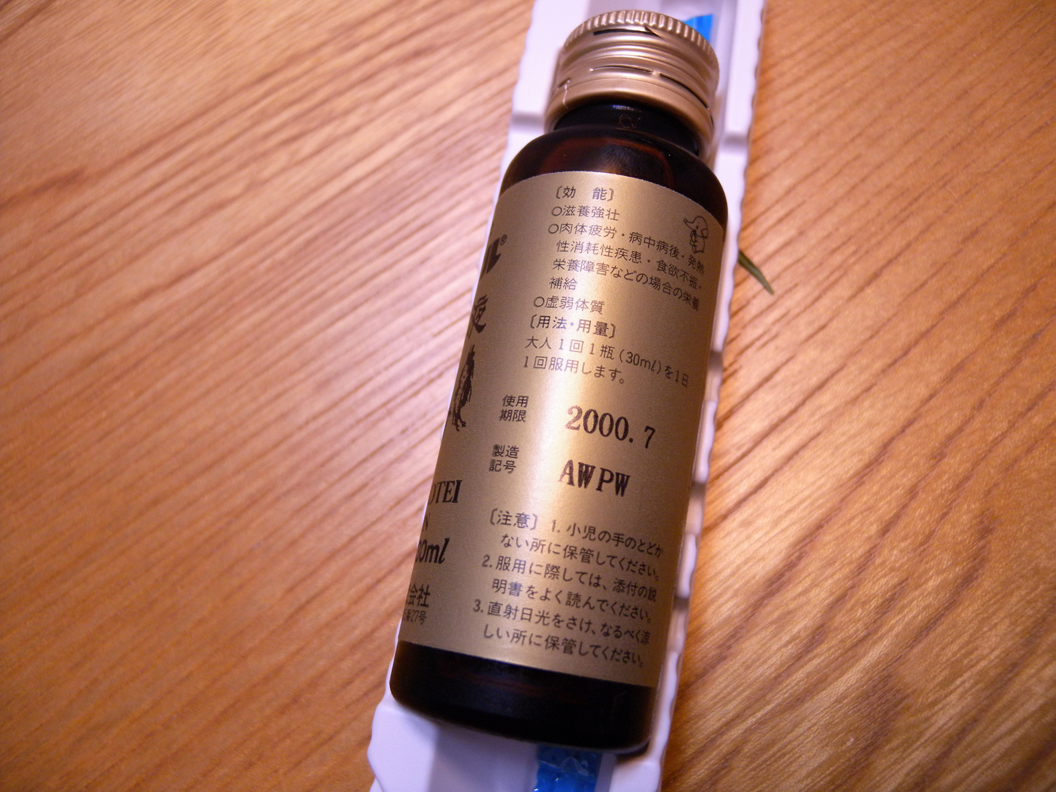 〔効 能〕
○滋養強壮
○肉体疲労・病中病後・発熱
性消耗性疾患・食欲不振・
栄養障害などの場合の栄養
補給
○虚弱体質
〔用法・用量〕
大人1回1瓶(30ml)を1日
1回服用します。
使用
期限
2000.7
製造
記号
AWPW
〔注意〕1. 小児の手のとどか
ない所に保管してください。
2. 服用に際しては、添付の説
明書をよく読んでください。
3. 直射日光をさけ、なるべく涼
しい所に保管してください。
TEI
0ml
会社
27号